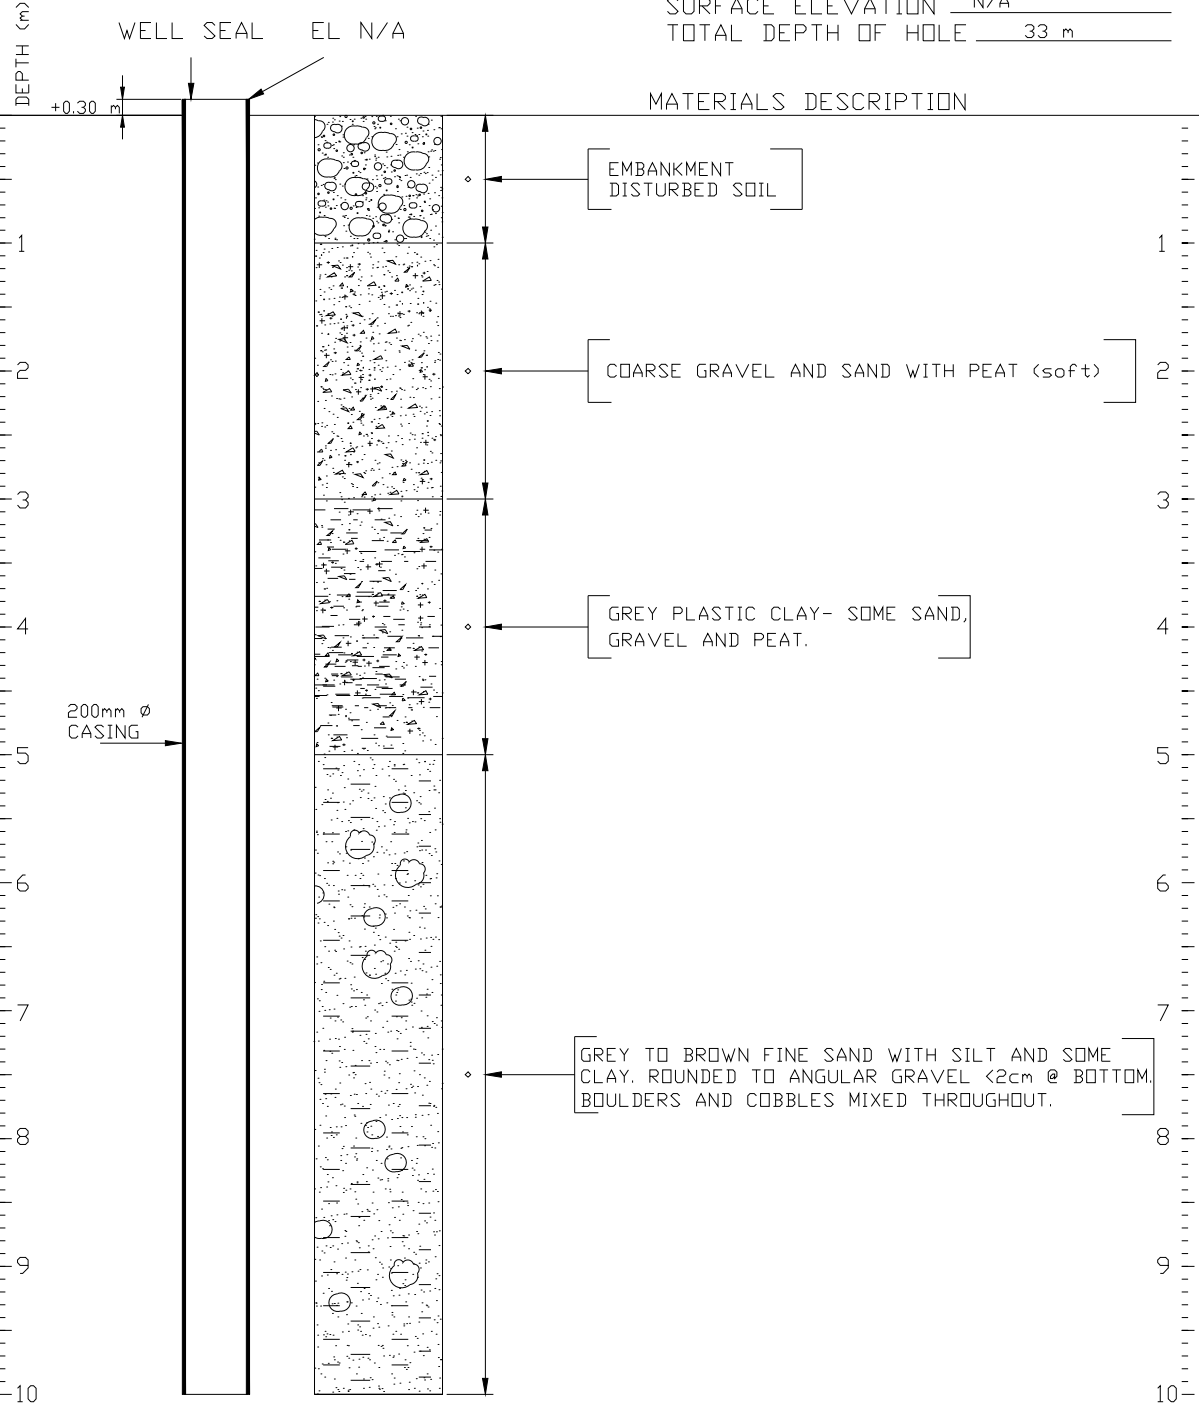 SURFACE ELEVATION N/A
TOTAL DEPTH OF HOLE 33 m
DEPTH (m)
WELL SEAL EL N/A
+0.30 m
MATERIALS DESCRIPTION
EMBANKMENT
DISTURBED SOIL
1 1
COARSE GRAVEL AND SAND WITH PEAT (soft)
2 2
3 3
GREY PLASTIC CLAY- SOME SAND,
GRAVEL AND PEAT.
4 4
200mm Ø
CASING
5 5
6 6
7 7
GREY TO BROWN FINE SAND WITH SILT AND SOME
CLAY. ROUNDED TO ANGULAR GRAVEL <2cm @ BOTTOM.
BOULDERS AND COBBLES MIXED THROUGHOUT.
8 8
9 9
10 10